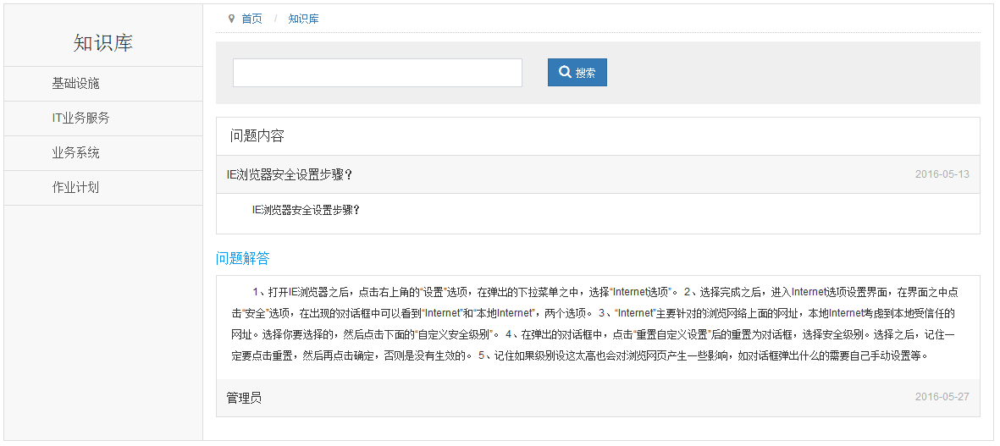 知识库
基础设施
IT业务服务
业务系统
作业计划
首页 / 知识库
搜索
问题内容
IE浏览器安全设置步骤？ 2016-05-13
IE浏览器安全设置步骤？
问题解答
1、打开IE浏览器之后，点击右上角的“设置”选项，在弹出的下拉菜单之中，选择“Internet选项”。 2、选择完成之后，进入Internet选项设置界面，在界面之中点
击“安全”选项，在出现的对话框中可以看到“Internet”和“本地Internet”，两个选项。 3、“Internet”主要针对的浏览网络上面的网址，本地Internet考虑到本地受信任的
网址。选择你要选择的，然后点击下面的“自定义安全级别”。 4、在弹出的对话框中，点击“重置自定义设置”后的重置为对话框，选择安全级别。选择之后，记住一
定要点击重置，然后再点击确定，否则是没有生效的。 5、记住如果级别设这太高也会对浏览网页产生一些影响，如对话框弹出什么的需要自己手动设置等。
管理员 2016-05-27